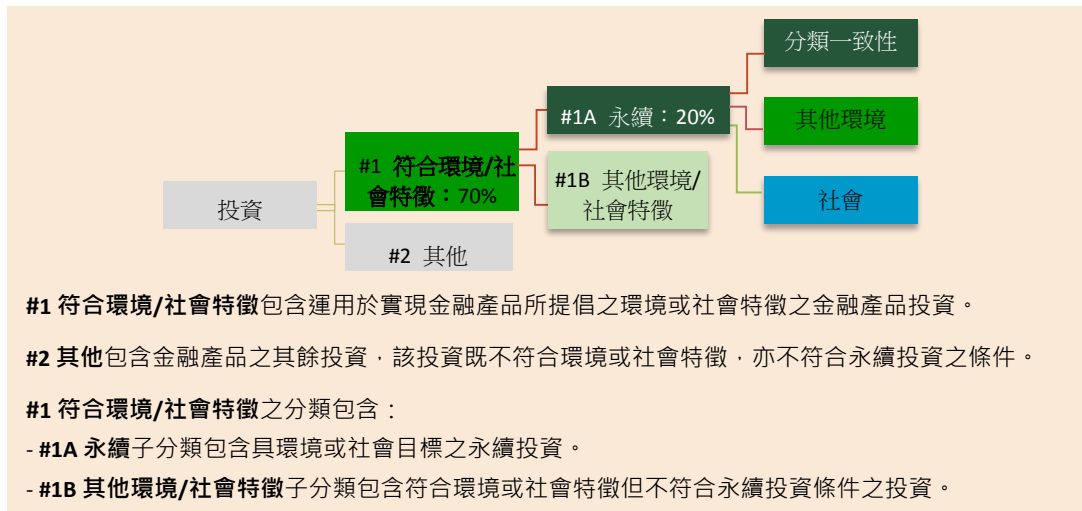 分類一致性
#1A 永續：20%
其他環境
#1 符合環境/社
會特徵：70%
#1B 其他環境/
社會特徵
投資
社會
#2 其他
#1 符合環境/社會特徵包含運用於實現金融產品所提倡之環境或社會特徵之金融產品投資。
#2 其他包含金融產品之其餘投資，該投資既不符合環境或社會特徵，亦不符合永續投資之條件。
#1 符合環境/社會特徵之分類包含：
- #1A 永續子分類包含具環境或社會目標之永續投資。
- #1B 其他環境/社會特徵子分類包含符合環境或社會特徵但不符合永續投資條件之投資。